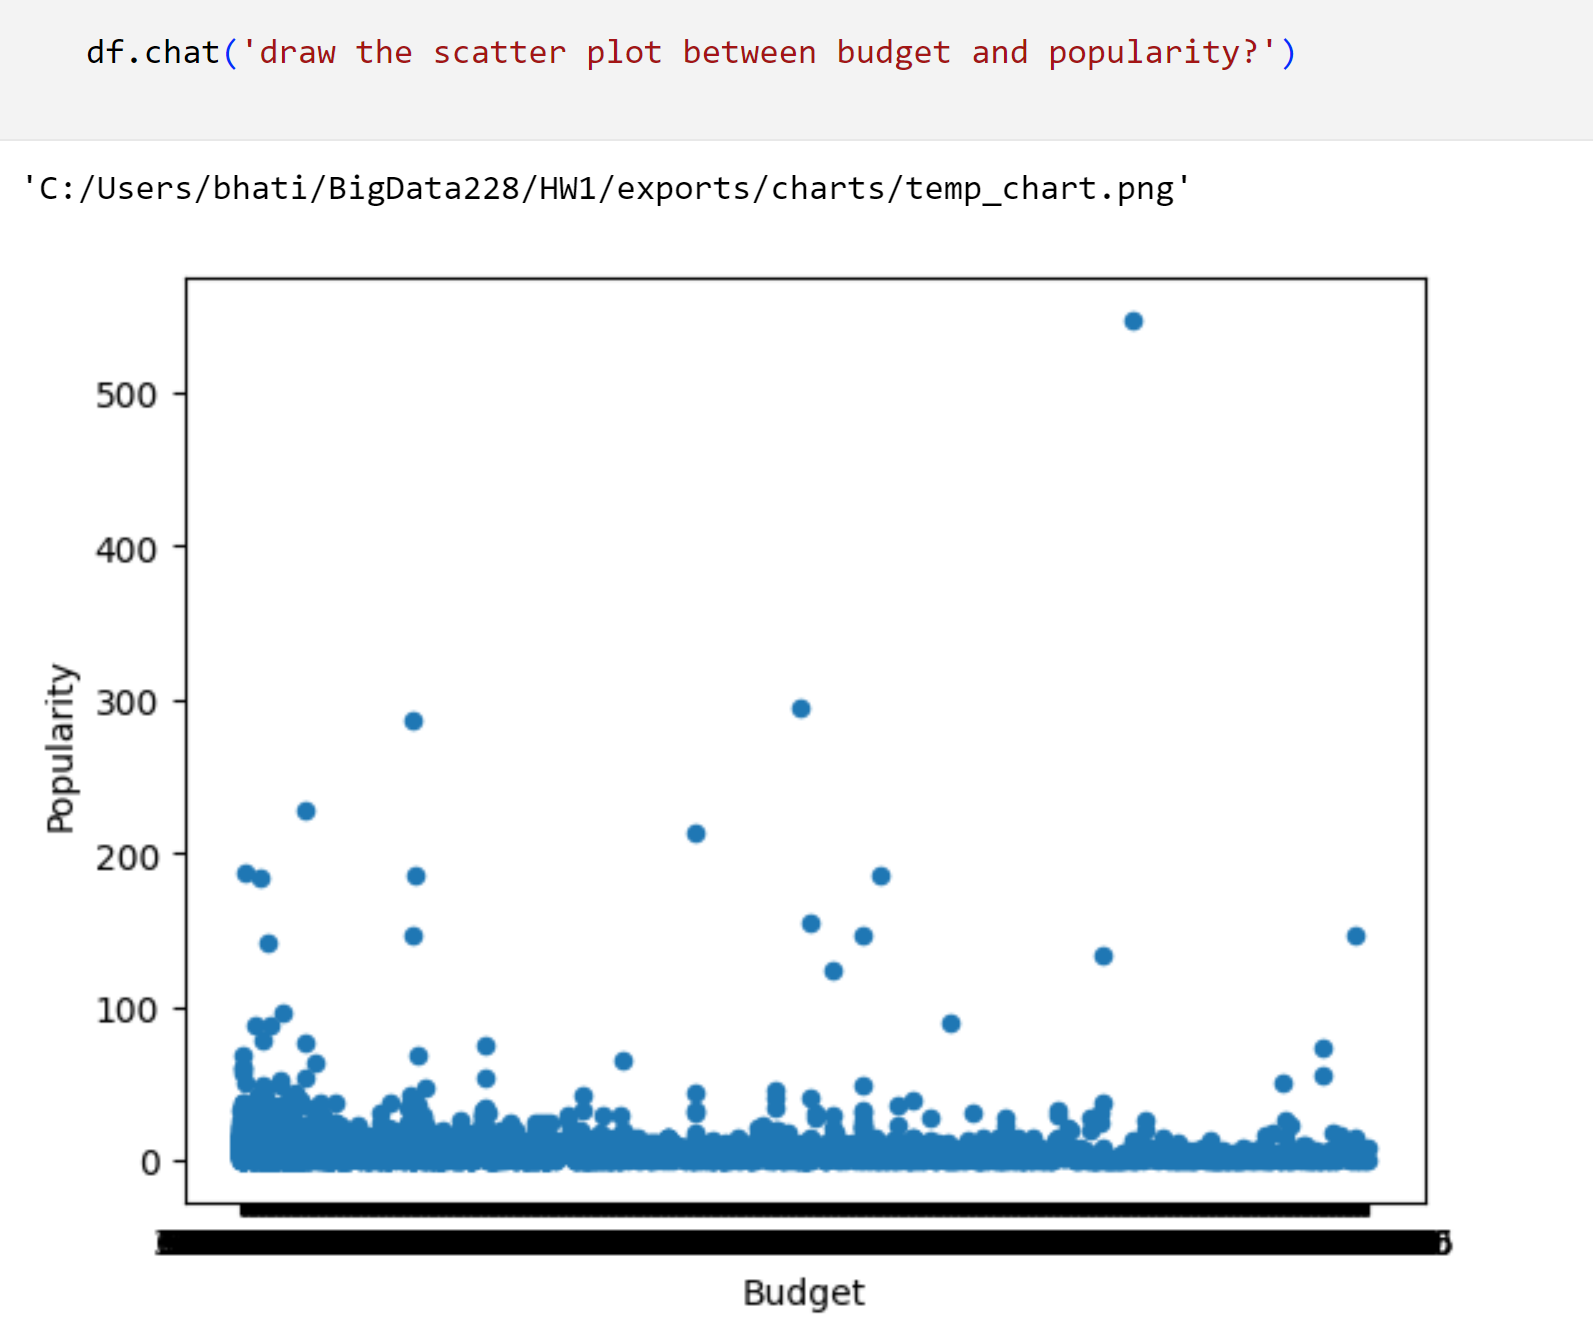 df.chat('draw the scatter plot between budget and popularity?')
'C:/Users/bhati/BigData228/HW1/exports/charts/temp_chart.png'
500
400
300
200
100
0
Popularity
Budget